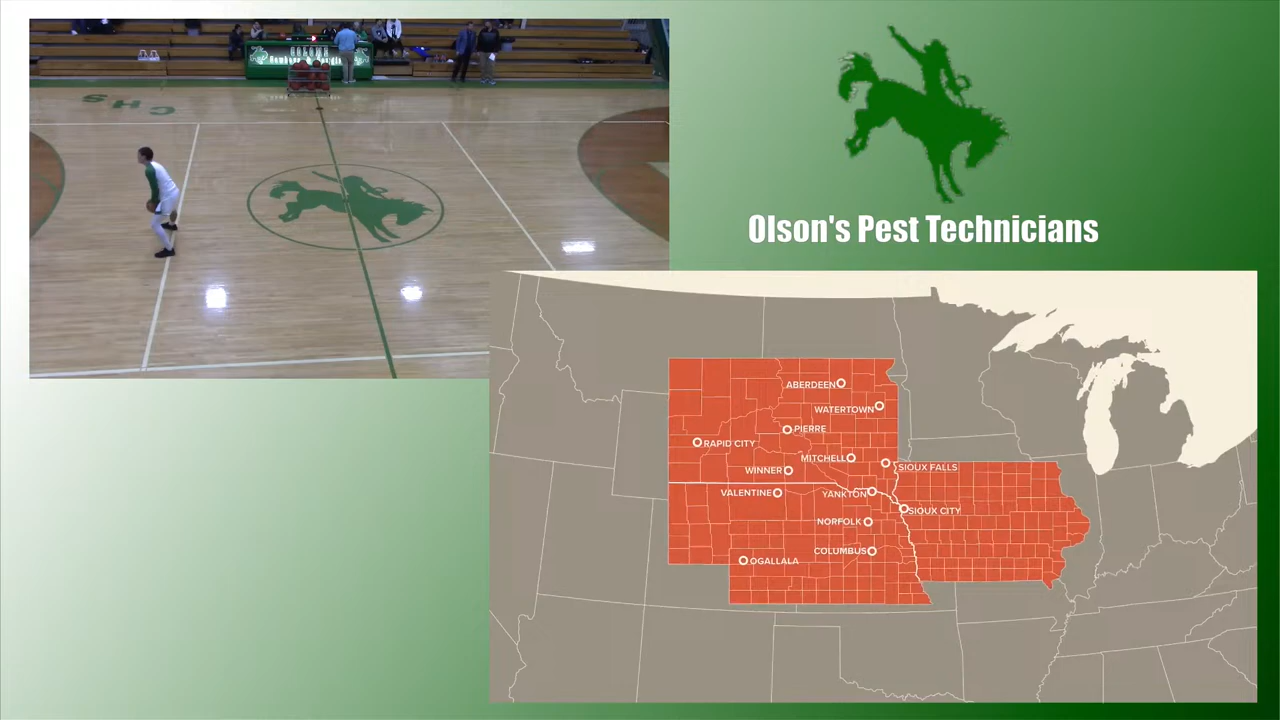 COLOME
CHS
Olson's Pest Technicians
ABERDEEN
WATERTOWN
PIERRE
RAPID CITY
MITCHELL
SIOUX FALLS
WINNER
VALENTINE
YANKTON
SIOUX CITY
NORFOLK
COLUMBUS
OGALLALA